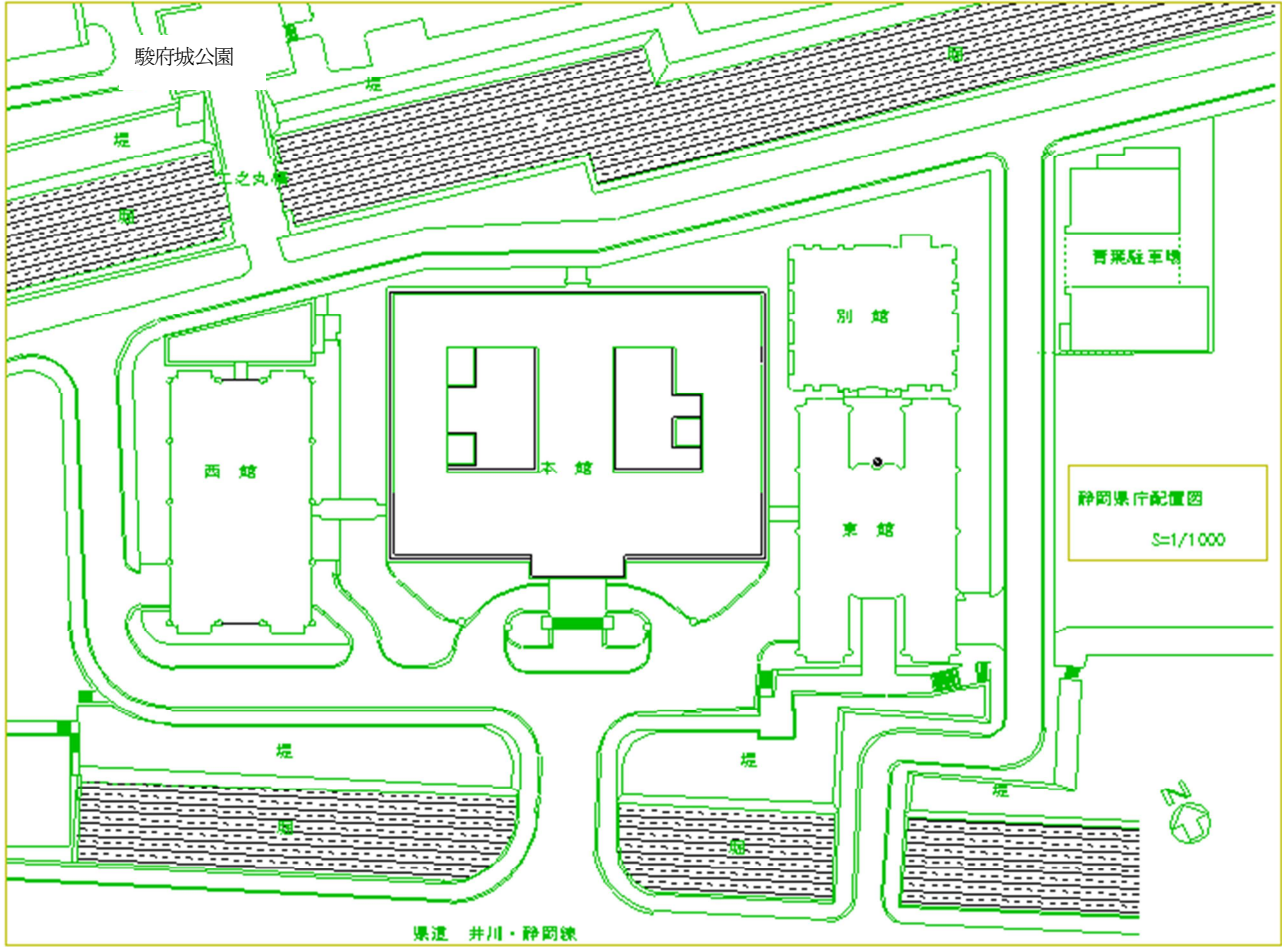 駿府城公園
堀
堤
堤
二之丸橋
堀
青葉駐車場
別 館
西 館
本 館
東 館
静岡県庁配置図
S=1/1000
堤
堤
堤
堀
堀
N
県道 井川・静岡線